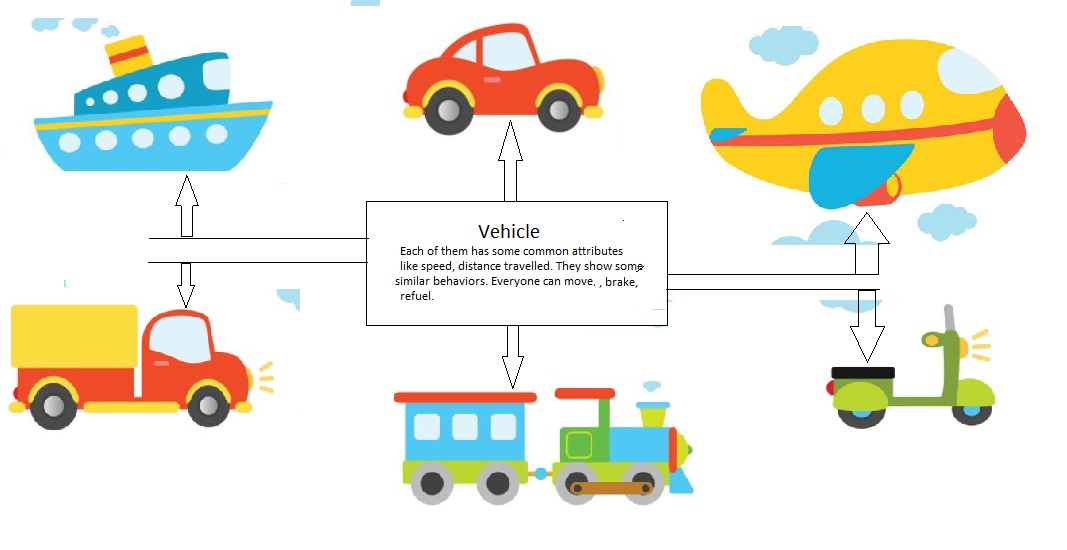 Vehicle
Each of them has some common attributes
like speed, distance travelled. They show some
similar behaviors. Everyone can move, , brake,
refuel.